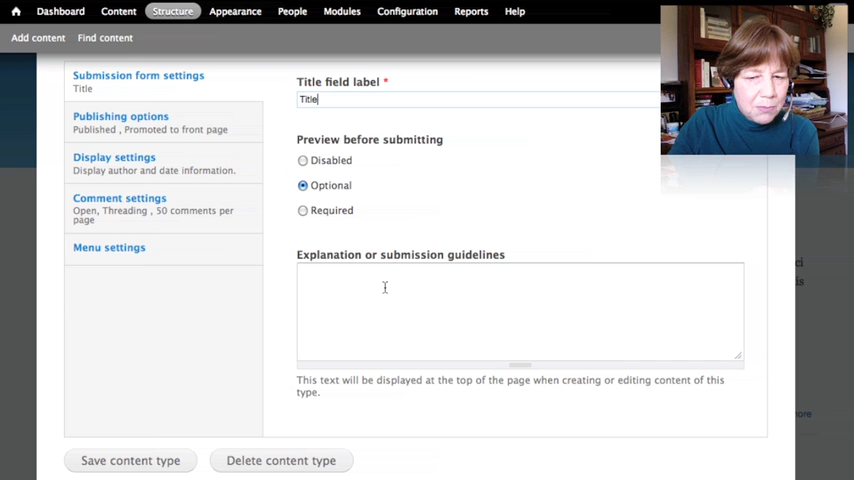 Dashboard Content Structure Appearance People Modules Configuration Reports Help
Add content Find content
Submission form settings
Title
Publishing options
Published , Promoted to front page
Display settings
Display author and date information.
Comment settings
Open, Threading , 50 comments per
page
Menu settings
Title field label *
Title
Preview before submitting
Disabled
Optional
Required
Explanation or submission guidelines
This text will be displayed at the top of the page when creating or editing content of this
type.
Save content type Delete content type